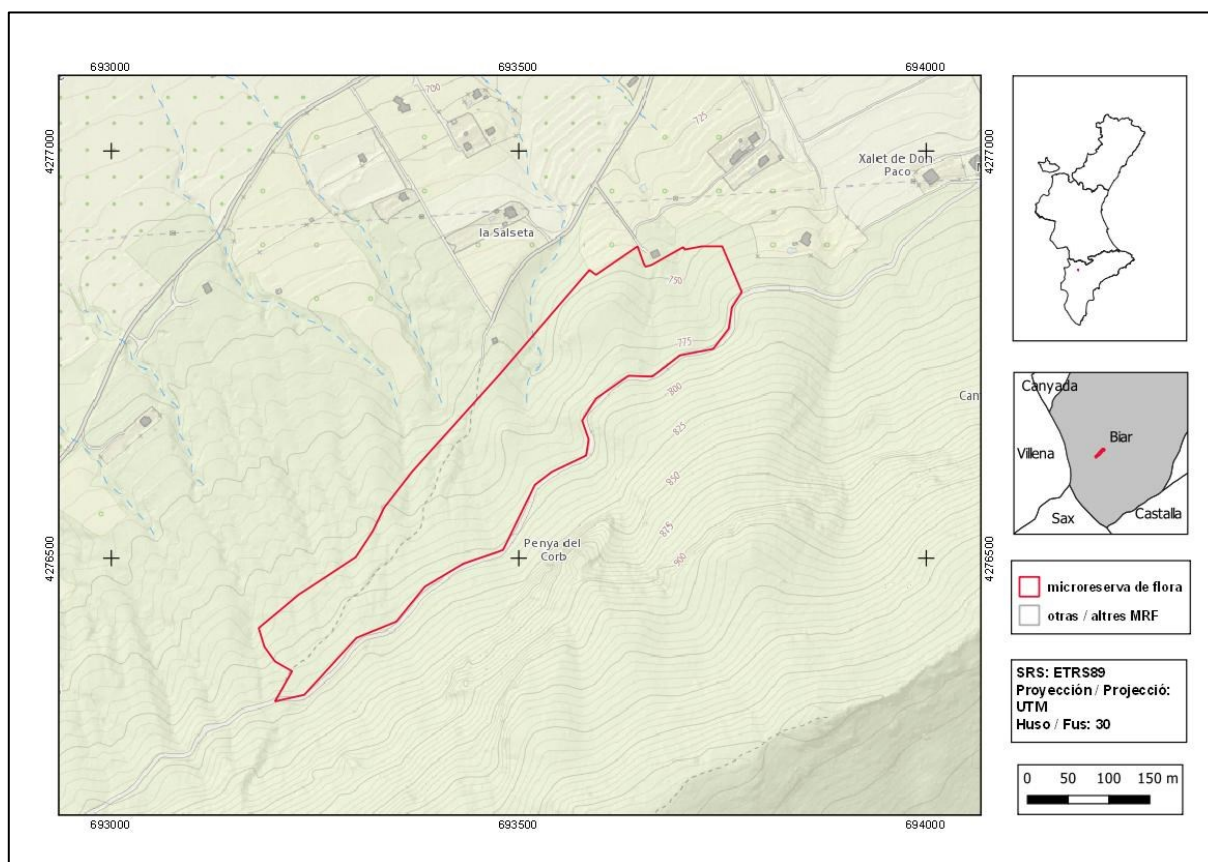 693000
693500
694000
4277000
4277000
700
725
Xalet de Don
Paco
la Salseta
750
775
800
825
850
875
900
Penya del
Corb
4276500
4276500
693000
693500
694000
Canyada
Biar
Villena
Sax
Castalla
microreserva de flora
otras / altres MRF
SRS: ETRS89
Proyección / Projecció:
UTM
Huso / Fus: 30
0 50 100 150 m